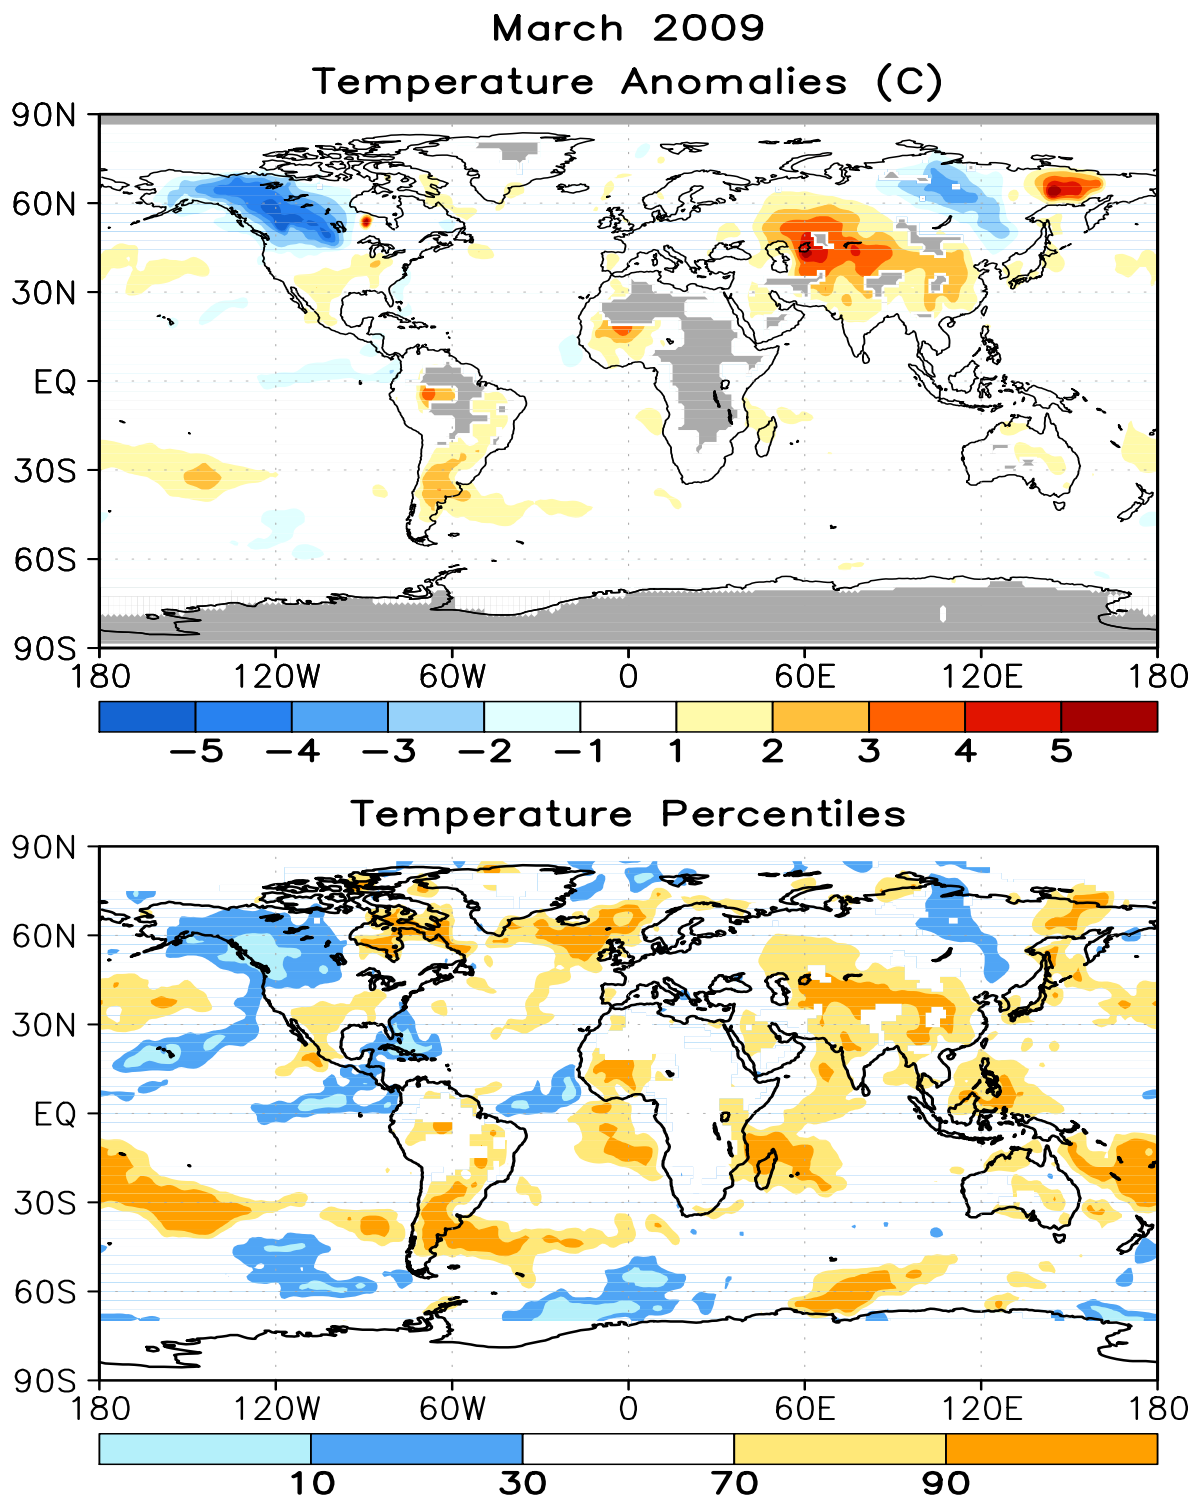 March 2009
Temperature Anomalies (C)
90N
60N
30N
EQ
30S
60S
90S
180 120W 60W 0 60E 120E 180
-5 -4 -3 -2 -1 1 2 3 4 5
Temperature Percentiles
90N
60N
30N
EQ
30S
60S
90S
180 120W 60W 0 60E 120E 180
10 30 70 90